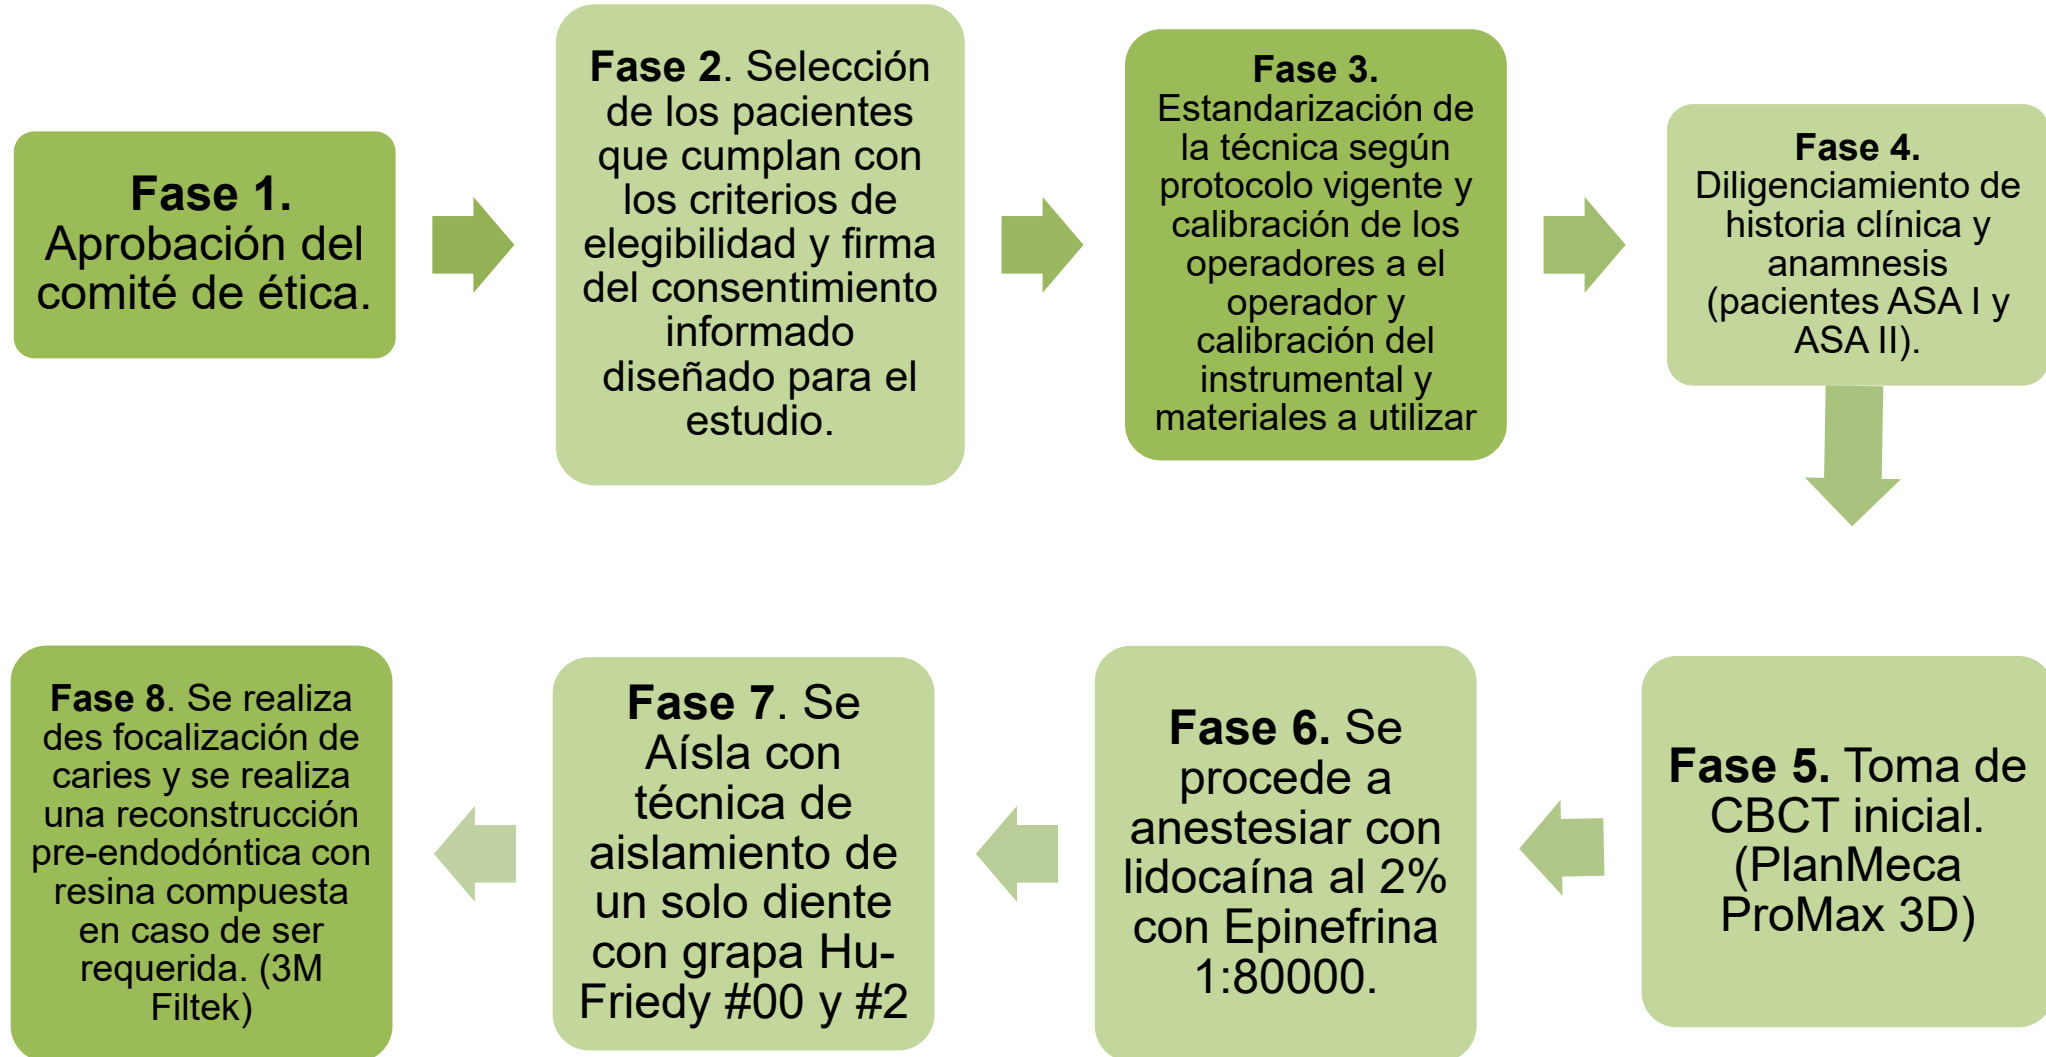 Fase 1.
Aprobación del
comité de ética.
Fase 2. Selección
de los pacientes
que cumplan con
los criterios de
elegibilidad y firma
del consentimiento
informado
diseñado para el
estudio.
Fase 3.
Estandarización de
la técnica según
protocolo vigente y
calibración de los
operadores a el
operador y
calibración del
instrumental y
materiales a utilizar
Fase 4.
Diligenciamiento de
historia clínica y
anamnesis
(pacientes ASA I y
ASA II).
Fase 5. Toma de
CBCT inicial.
(PlanMeca
ProMax 3D)
Fase 6. Se
procede a
anestesiar con
lidocaína al 2%
con Epinefrina
1:80000.
Fase 7. Se
Aísla con
técnica de
aislamiento de
un solo diente
con grapa Hu-
Friedy #00 y #2
Fase 8. Se realiza
des focalización de
caries y se realiza
una reconstrucción
pre-endodóntica con
resina compuesta
en caso de ser
requerida. (3M
Filtek)